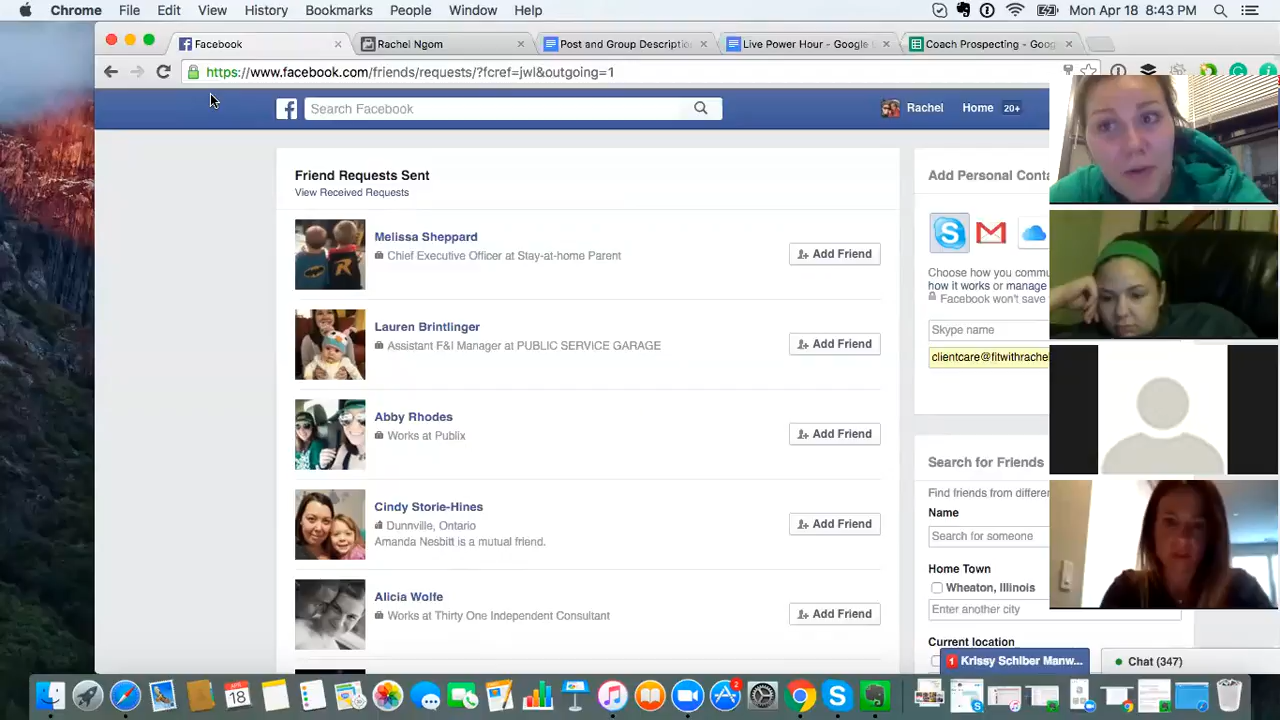 Chrome File Edit View History Bookmarks People Window Help Mon Apr 18 8:43 PM
Facebook Rachel Ngom Post and Group Descriptio Live Power Hour - Google Coach Prospecting - Goog
https://www.facebook.com/friends/requests/?fcref=jwl&outgoing=1
Search Facebook Rachel Home 20+
Friend Requests Sent
View Received Requests
Melissa Sheppard
Chief Executive Officer at Stay-at-home Parent
Add Friend
Lauren Brintlinger
Assistant F&I Manager at PUBLIC SERVICE GARAGE
Add Friend
Abby Rhodes
Works at Publix
Add Friend
Cindy Storie-Hines
Dunnville, Ontario
Amanda Nesbitt is a mutual friend.
Add Friend
Alicia Wolfe
Works at Thirty One Independent Consultant
Add Friend
Add Personal Conta
Choose how you commu
how it works or manage
Facebook won't save
Skype name
clientcare@fitwithrache
Search for Friends
Find friends from differe
Name
Search for someone
Home Town
Wheaton, Illinois
Enter another city
Current location
1 Krissy Schiber Manw...
Chat (347)
APR
18
2